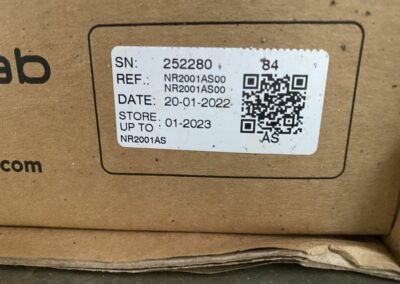 ab
.com
SN: 252280 84
REF.: NR2001AS00
NR2001AS00
DATE: 20-01-2022
STORE UP TO 01-2023
NR2001AS
AS